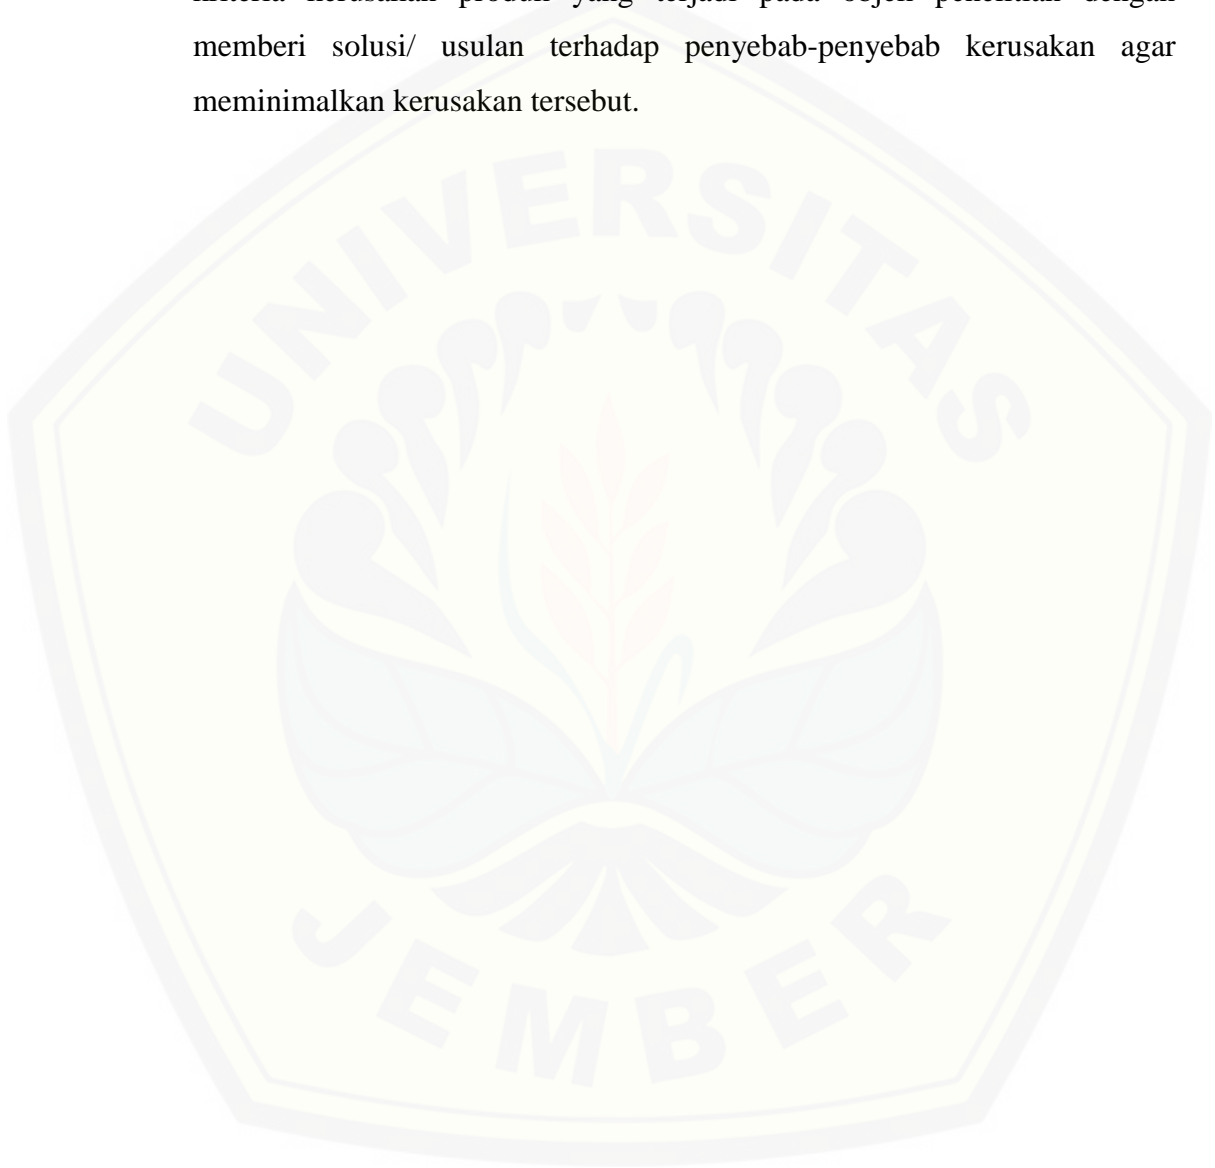 kriteria kerusakan produk yang terjadi pada objek penelitian dengan
memberi solusi/ usulan terhadap penyebab-penyebab kerusakan agar
meminimalkan kerusakan tersebut.
UNIVERSITAS
JEMBER